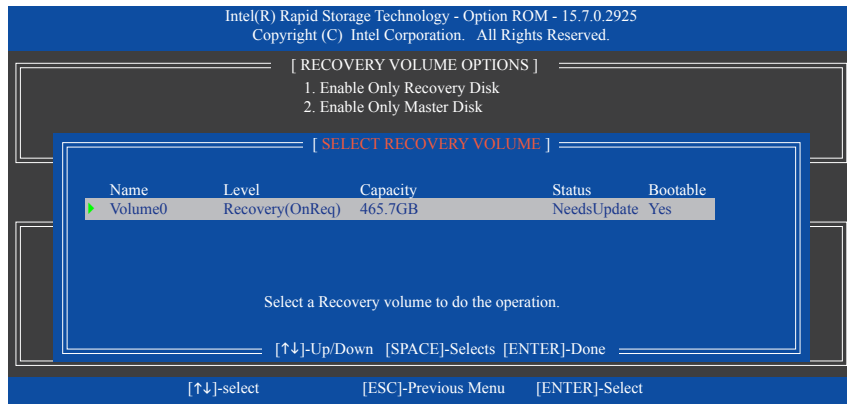 Intel(R) Rapid Storage Technology - Option ROM - 15.7.0.2925
Copyright (C) Intel Corporation. All Rights Reserved.
[ RECOVERY VOLUME OPTIONS ]
1. Enable Only Recovery Disk
2. Enable Only Master Disk
[ SELECT RECOVERY VOLUME ]
Name Level Capacity Status Bootable
Volume0 Recovery(OnReq) 465.7GB NeedsUpdate Yes
Select a Recovery volume to do the operation.
[↑↓]-Up/Down [SPACE]-Selects [ENTER]-Done
[↑↓]-select [ESC]-Previous Menu [ENTER]-Select